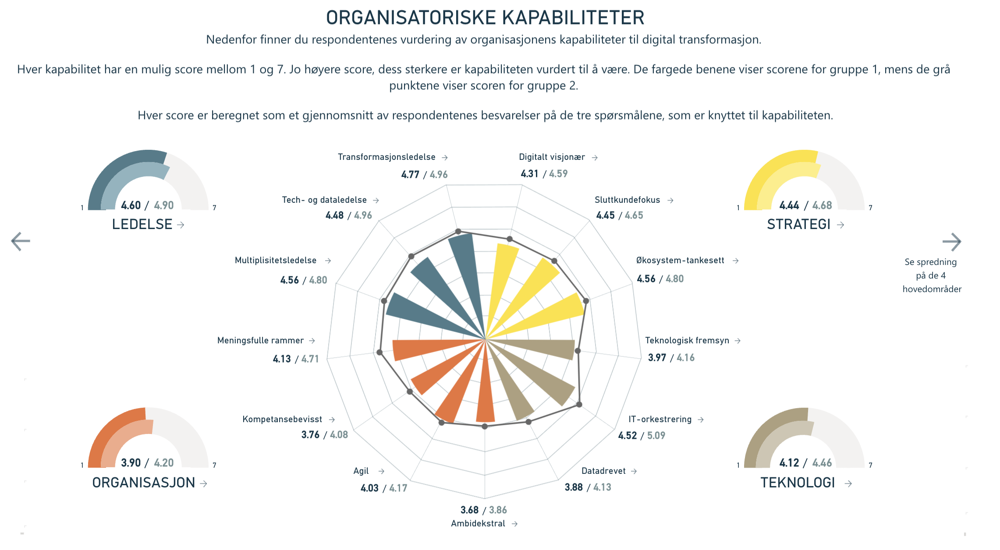 ORGANISATORISKE KAPABILITETER
Nedenfor finner du respondentenes vurdering av organisasjonens kapabiliteter til digital transformasjon.
Hver kapabilitet har en mulig score mellom 1 og 7. Jo høyere score, dess sterkere er kapabiliteten vurdert til å være. De fargede benene viser scorene for gruppe 1, mens de grå
punktene viser scoren for gruppe 2.
Hver score er beregnet som et gjennomsnitt av respondentenes besvarelser på de tre spørsmålene, som er knyttet til kapabiliteten.
1
4.60 / 4.90
7
LEDELSE →
Transformasjonsledelse →
4.77 / 4.96
Digitalt visjonær →
4.31 / 4.59
Tech- og dataledelse →
4.48 / 4.96
Sluttkundefokus →
4.45 / 4.65
1
4.44 / 4.68
7
STRATEGI →
Multiplisitetsledelse →
4.56 / 4.80
Økosystem-tankesett →
4.56 / 4.80
Se spredning
på de 4
hovedområder
Meningsfulle rammer →
4.13 / 4.71
Teknologisk fremsyn →
3.97 / 4.16
Kompetansebevisst →
3.76 / 4.08
IT-orkestrering →
4.52 / 5.09
1
3.90 / 4.20
7
ORGANISASJON →
Agil →
4.03 / 4.17
Datadrevet →
3.88 / 4.13
1
4.12 / 4.46
7
TEKNOLOGI →
3.68 / 3.86
Ambidekstral →